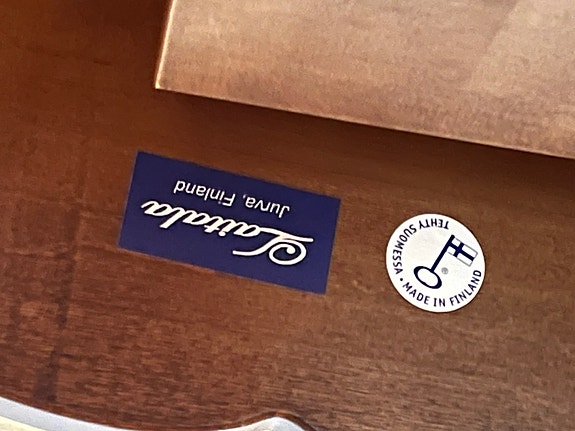 Laitala
Jurva, Finland
TEHTY SUOMESSA • MADE IN FINLAND
®